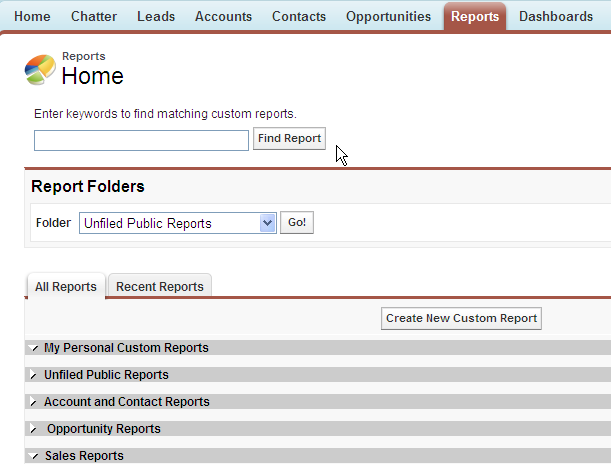 Home Chatter Leads Accounts Contacts Opportunities Reports Dashboards
Reports
Home
Enter keywords to find matching custom reports.
Find Report
Report Folders
Folder Unfiled Public Reports Go!
All Reports Recent Reports
Create New Custom Report
My Personal Custom Reports
Unfiled Public Reports
Account and Contact Reports
Opportunity Reports
Sales Reports